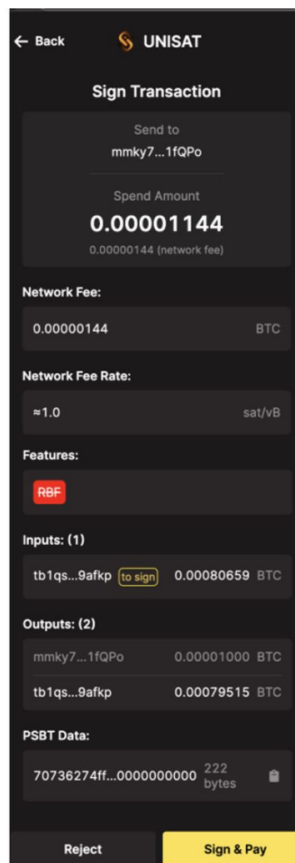 ← Back
UNISAT
Sign Transaction
Send to
mmky7...1fQPo
Spend Amount
0.00001144
0.00000144 (network fee)
Network Fee:
0.00000144 BTC
Network Fee Rate:
≈1.0 sat/vB
Features:
RBF
Inputs: (1)
tb1qs...9afkp to sign 0.00080659 BTC
Outputs: (2)
mmky7...1fQPo 0.00001000 BTC
tb1qs...9afkp 0.00079515 BTC
PSBT Data:
70736274ff...0000000000 222 bytes
Reject Sign & Pay